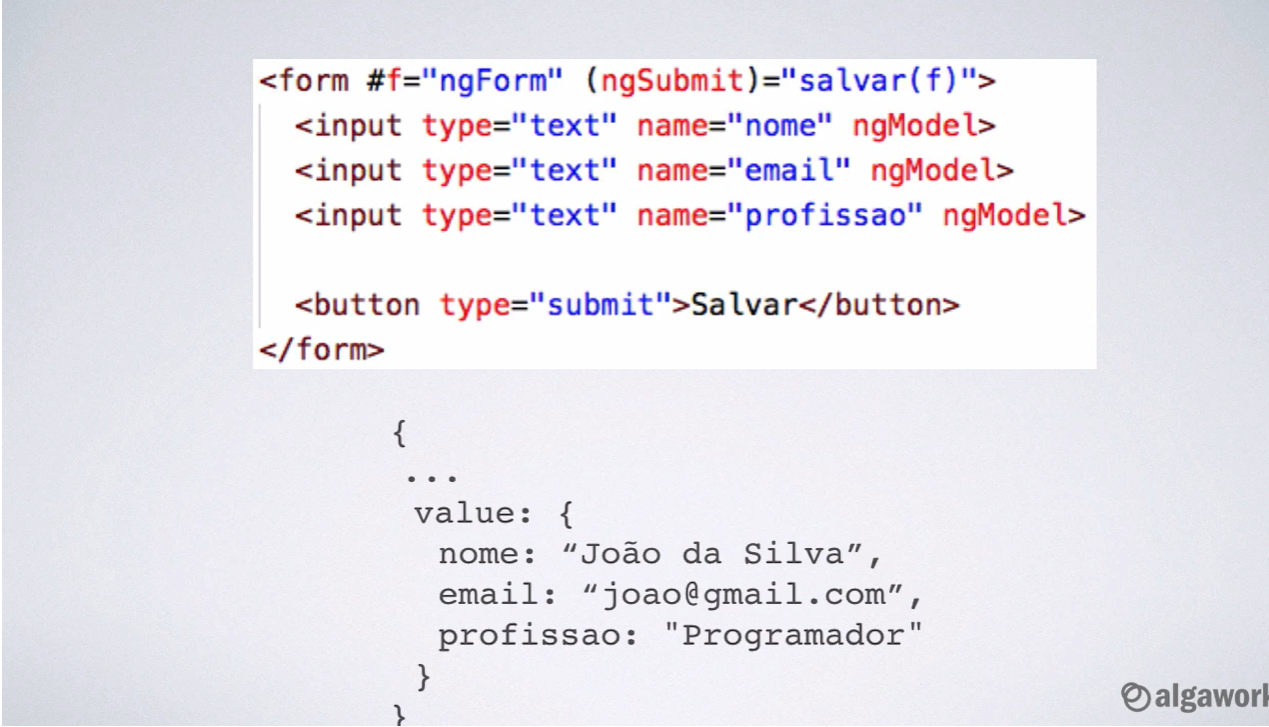 <form #f="ngForm" (ngSubmit)="salvar(f)">
<input type="text" name="nome" ngModel>
<input type="text" name="email" ngModel>
<input type="text" name="profissao" ngModel>
<button type="submit">Salvar</button>
</form>
{
...
value: {
nome: “João da Silva”,
email: “joao@gmail.com”,
profissao: "Programador"
}
}
algawork